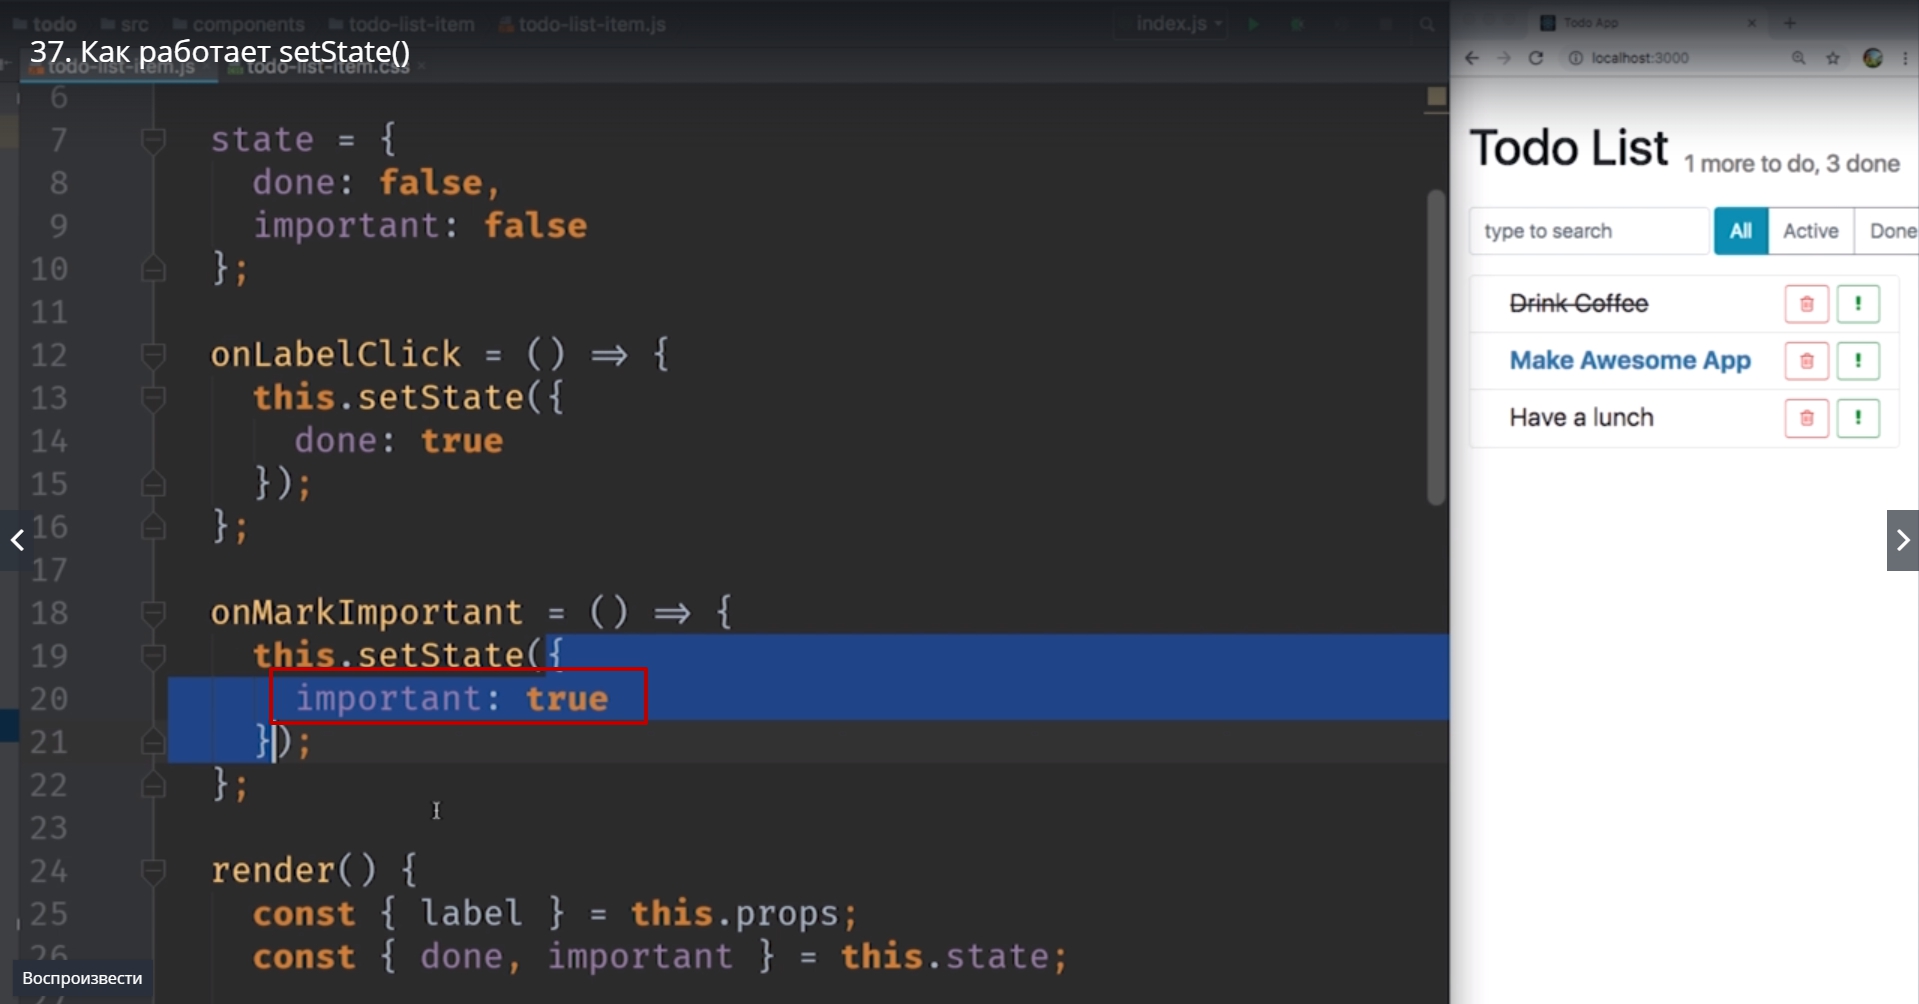 todo src components todo-list-item todo-list-item.js index.js
37. Как работает setState()
todo-list-item.js todo-list-item.css
6
7 state = {
8 done: false,
9 important: false
10 };
11
12 onLabelClick = () ⇒ {
13 this.setState({
14 done: true
15 });
16 };
17
18 onMarkImportant = () ⇒ {
19 this.setState({
20 important: true
21 });
22 };
23
24 render() {
25 const { label } = this.props;
26 const { done, important } = this.state;
Воспроизвести
Todo App
localhost:3000
Todo List 1 more to do, 3 done
type to search All Active Done
Drink Coffee
Make Awesome App
Have a lunch